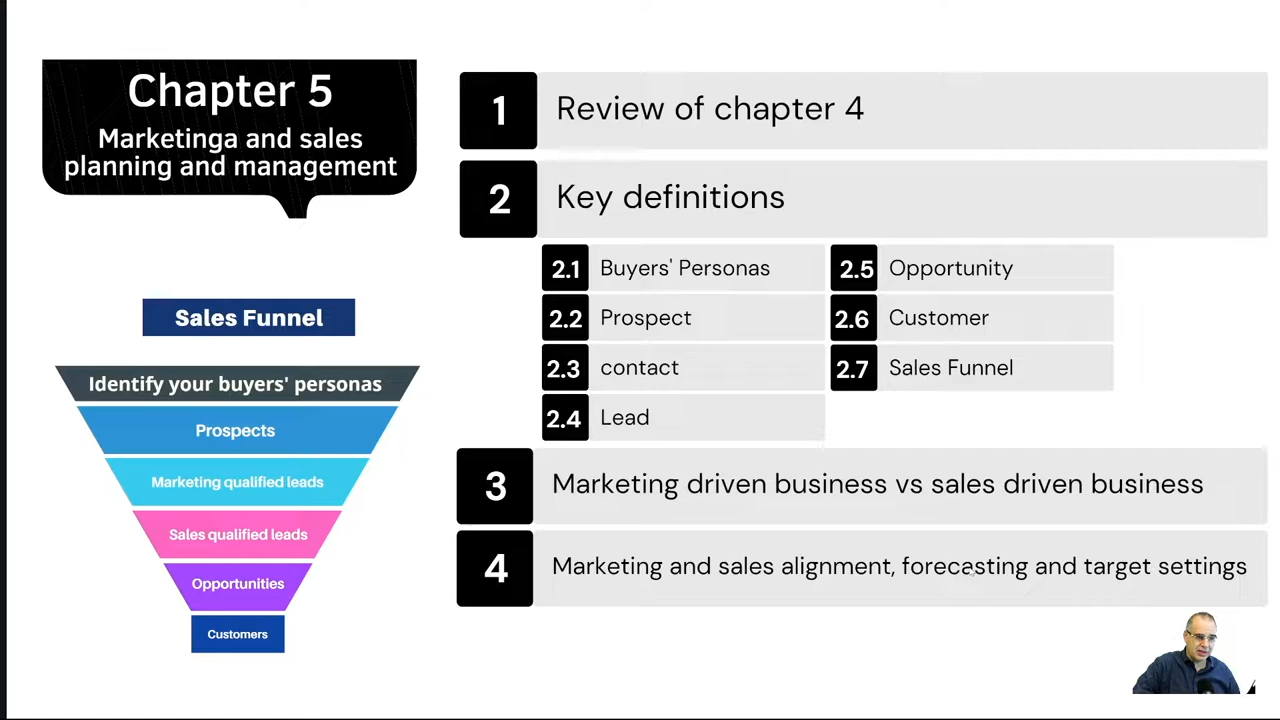 Chapter 5
Marketinga and sales
planning and management
Sales Funnel
Identify your buyers' personas
Prospects
Marketing qualified leads
Sales qualified leads
Opportunities
Customers
1 Review of chapter 4
2 Key definitions
2.1 Buyers' Personas
2.2 Prospect
2.3 contact
2.4 Lead
2.5 Opportunity
2.6 Customer
2.7 Sales Funnel
3 Marketing driven business vs sales driven business
4 Marketing and sales alignment, forecasting and target settings